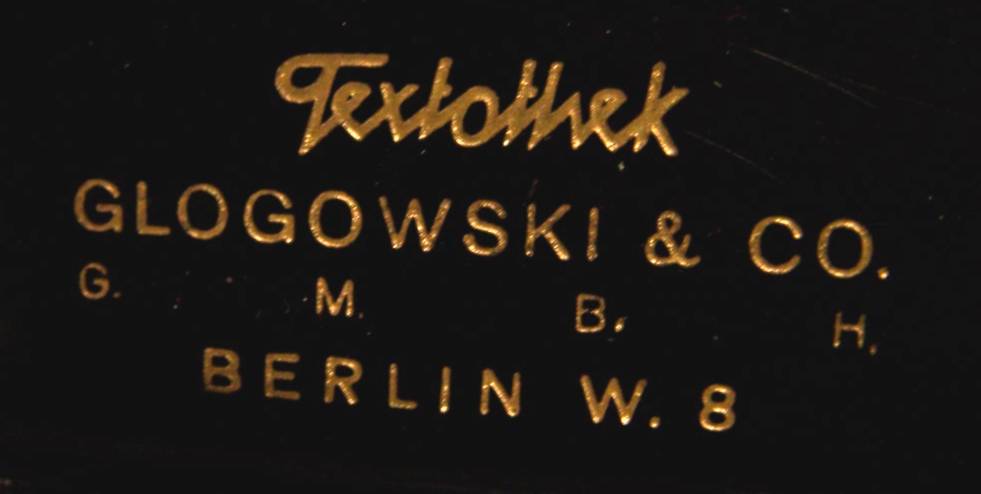 Textothek
GLOGOWSKI & CO.
G. M. B. H.
BERLIN W. 8